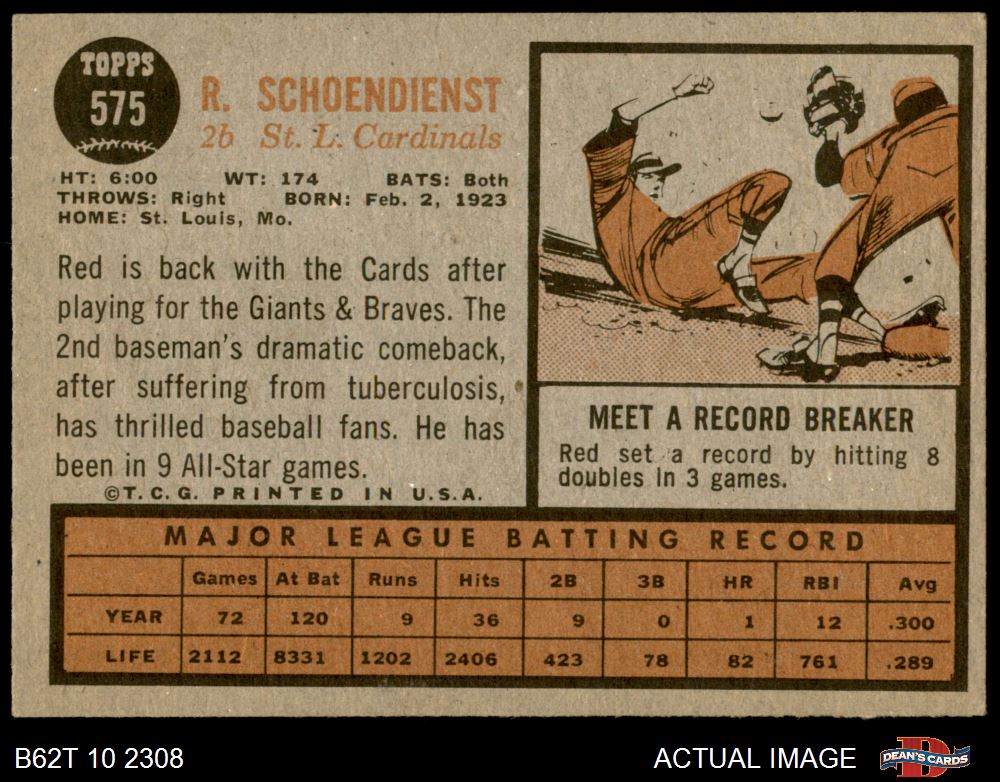 TOPPS
575
R. SCHOENDIENST
2b St. L. Cardinals
HT: 6:00 WT: 174 BATS: Both
THROWS: Right BORN: Feb. 2, 1923
HOME: St. Louis, Mo.
Red is back with the Cards after
playing for the Giants & Braves. The
2nd baseman's dramatic comeback,
after suffering from tuberculosis,
has thrilled baseball fans. He has
been in 9 All-Star games.
©T.C.G. PRINTED IN U.S.A.
MEET A RECORD BREAKER
Red set a record by hitting 8
doubles in 3 games.
MAJOR LEAGUE BATTING RECORD
Games At Bat Runs Hits 2B 3B HR RBI Avg
YEAR 72 120 9 36 9 0 1 12 .300
LIFE 2112 8331 1202 2406 423 78 82 761 .289
B62T 10 2308
ACTUAL IMAGE
DEAN'S CARDS